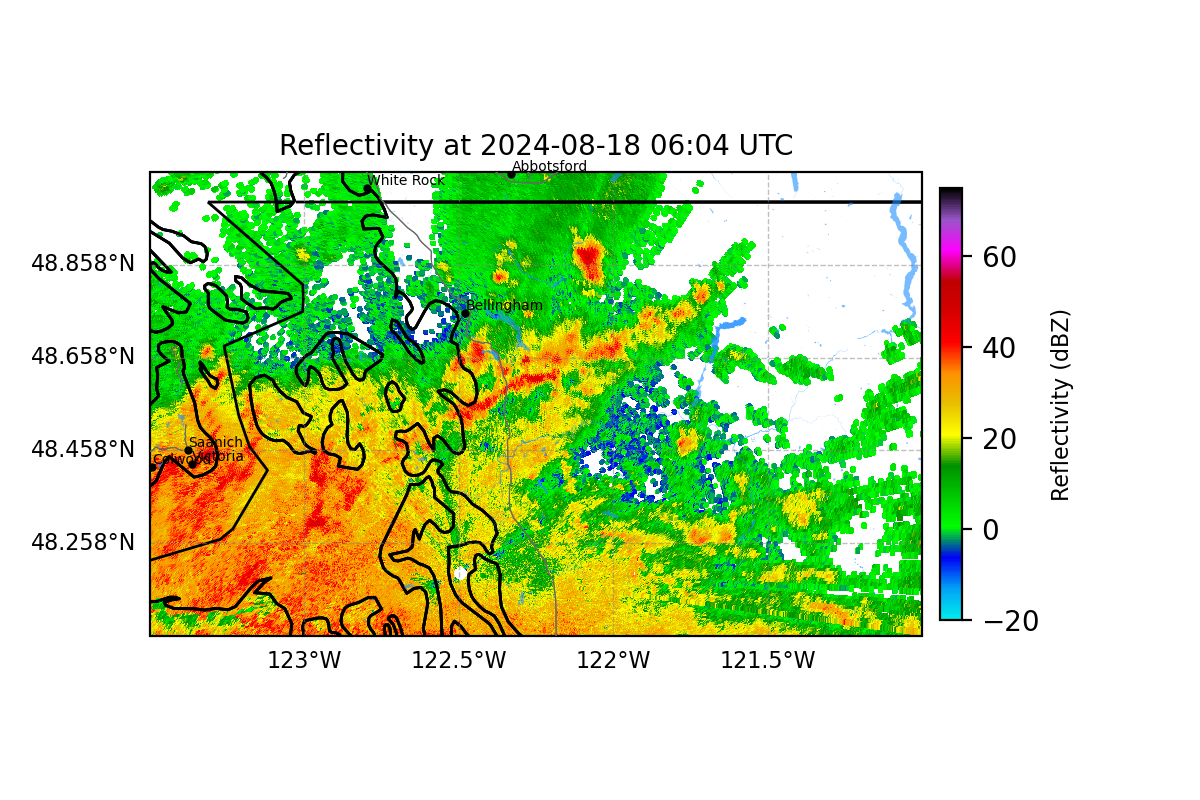 Reflectivity at 2024-08-18 06:04 UTC
Abbotsford
White Rock
48.858°N
60
Bellingham
48.658°N
40
Saanich
48.458°N
20
Colwood
Victoria
48.258°N
0
−20
Reflectivity (dBZ)
123°W
122.5°W
122°W
121.5°W